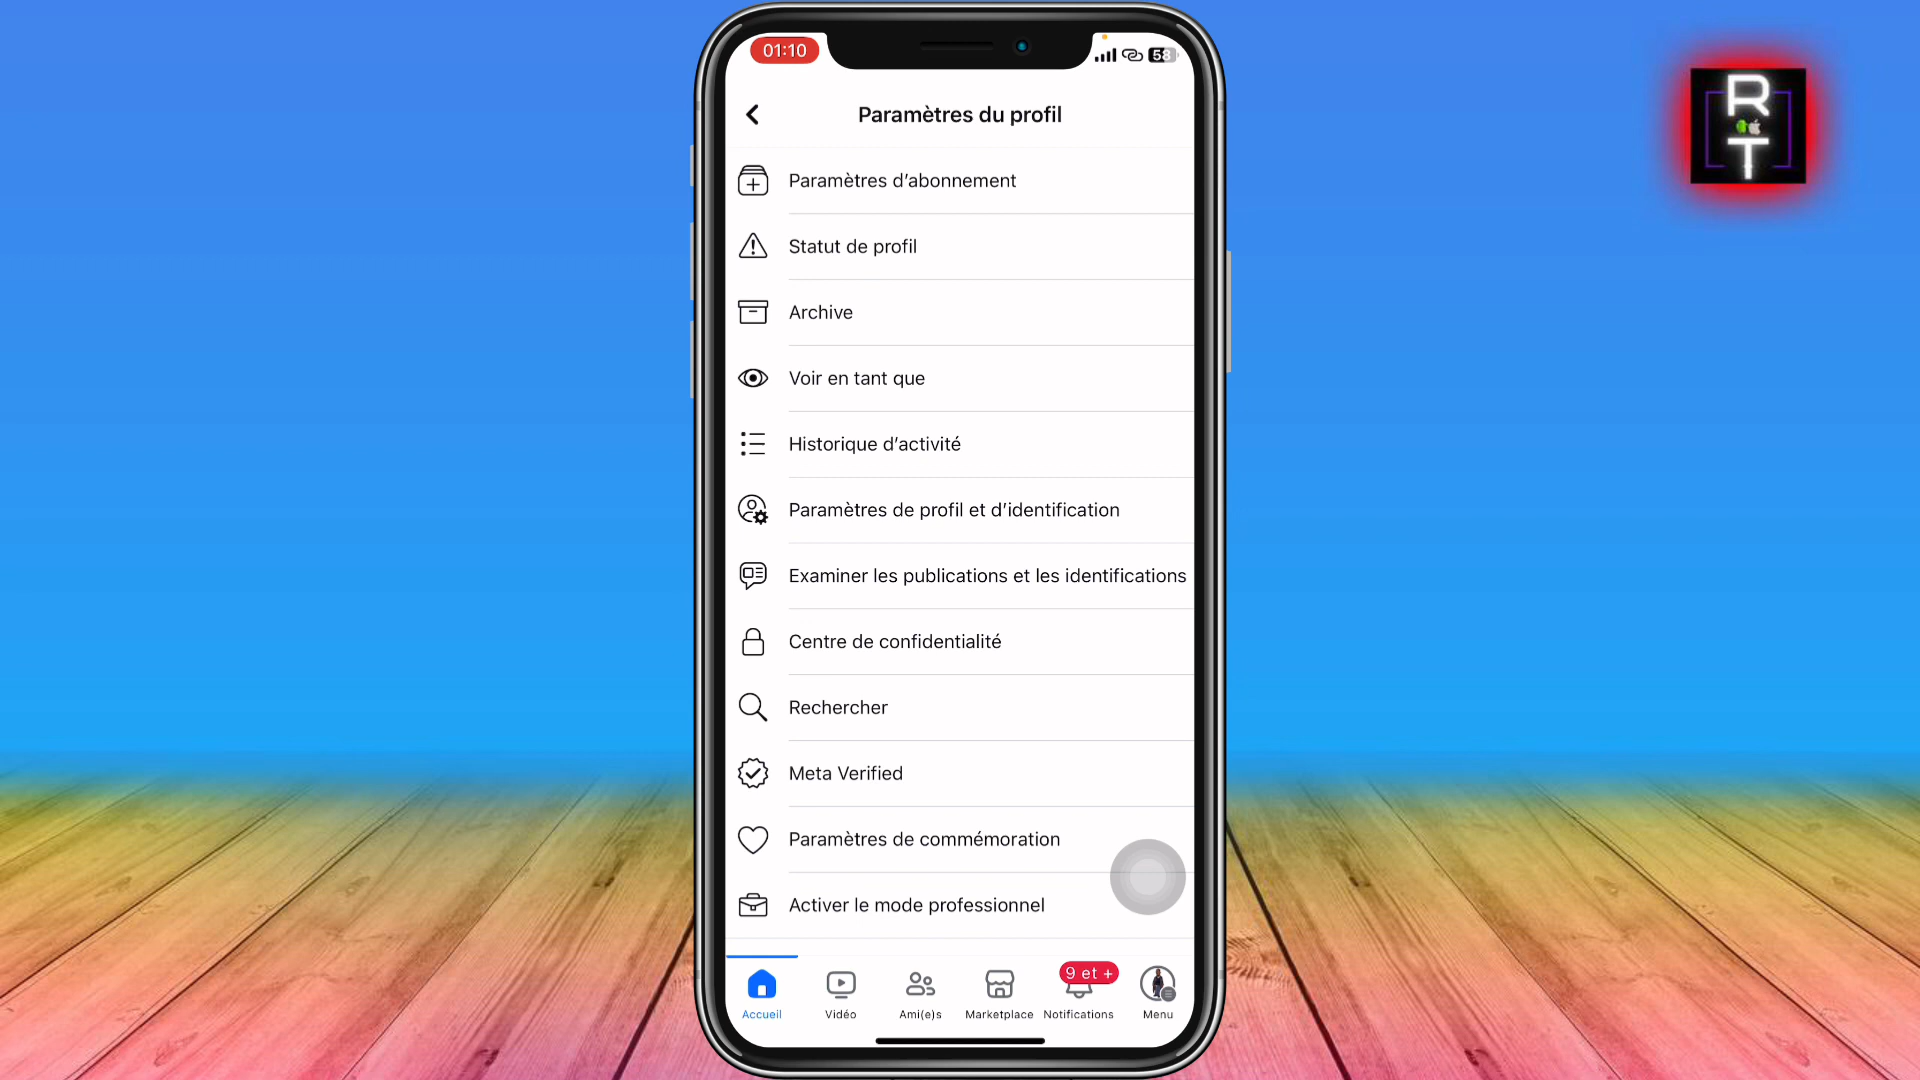 R
T
01:10
58
Paramètres du profil
Paramètres d’abonnement
Statut de profil
Archive
Voir en tant que
Historique d’activité
Paramètres de profil et d’identification
Examiner les publications et les identifications
Centre de confidentialité
Rechercher
Meta Verified
Paramètres de commémoration
Activer le mode professionnel
9 et +
Accueil
Vidéo
Ami(e)s
Marketplace
Notifications
Menu